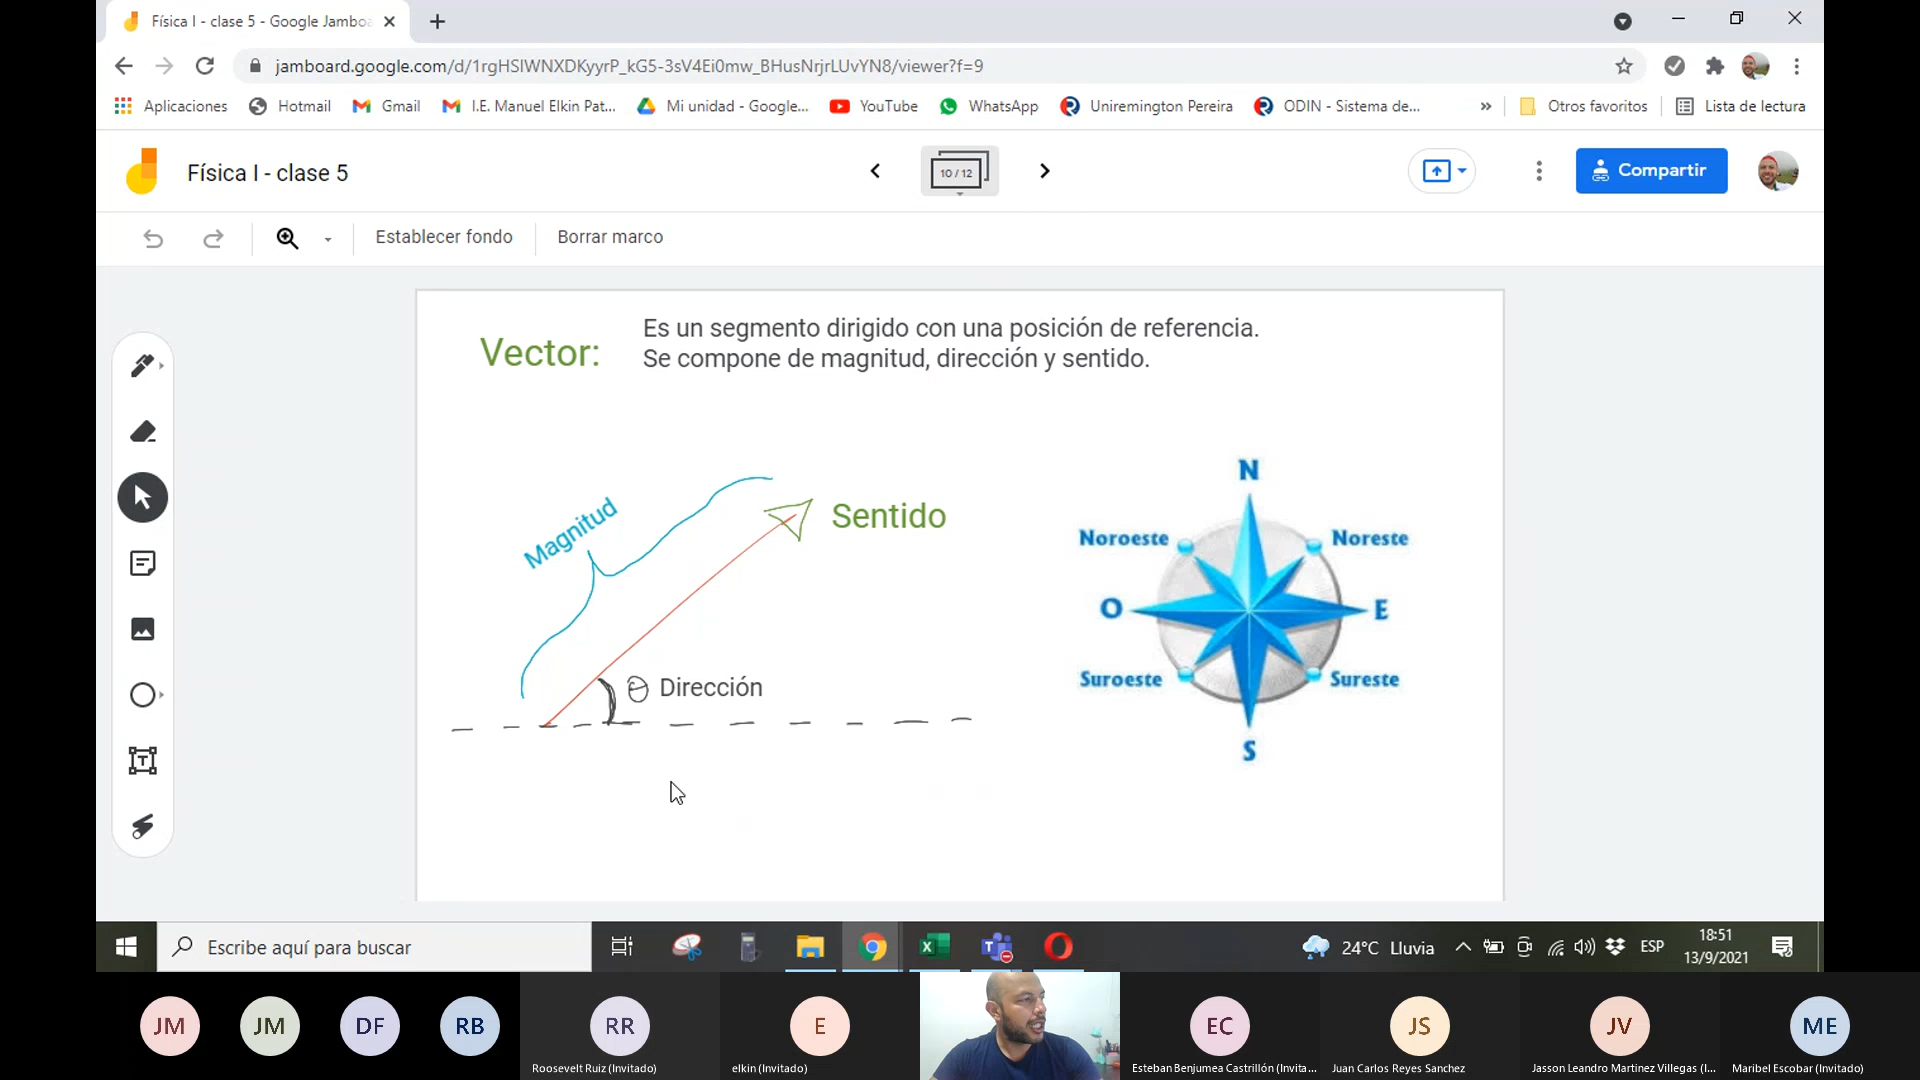 Física I - clase 5 - Google Jamboa
jamboard.google.com/d/1rgHSIWNXDKyyrP_kG5-3sV4Ei0mw_BHusNrjrLUvYN8/viewer?f=9
Aplicaciones Hotmail Gmail I.E. Manuel Elkin Pat... Mi unidad - Google... YouTube WhatsApp Uniremington Pereira ODIN - Sistema de... » Otros favoritos Lista de lectura
Física I - clase 5
10 / 12
Compartir
Establecer fondo Borrar marco
Vector:
Es un segmento dirigido con una posición de referencia.
Se compone de magnitud, dirección y sentido.
Magnitud
Sentido
θ Dirección
N
Noroeste Noreste
O E
Suroeste Sureste
S
Escribe aquí para buscar
24°C Lluvia
ESP
18:51
13/9/2021
JM JM DF RB RR E EC JS JV ME
Roosevelt Ruiz (Invitado) elkin (Invitado) Esteban Benjumea Castrillón (Invita... Juan Carlos Reyes Sanchez Jasson Leandro Martinez Villegas (I... Maribel Escobar (Invitado)